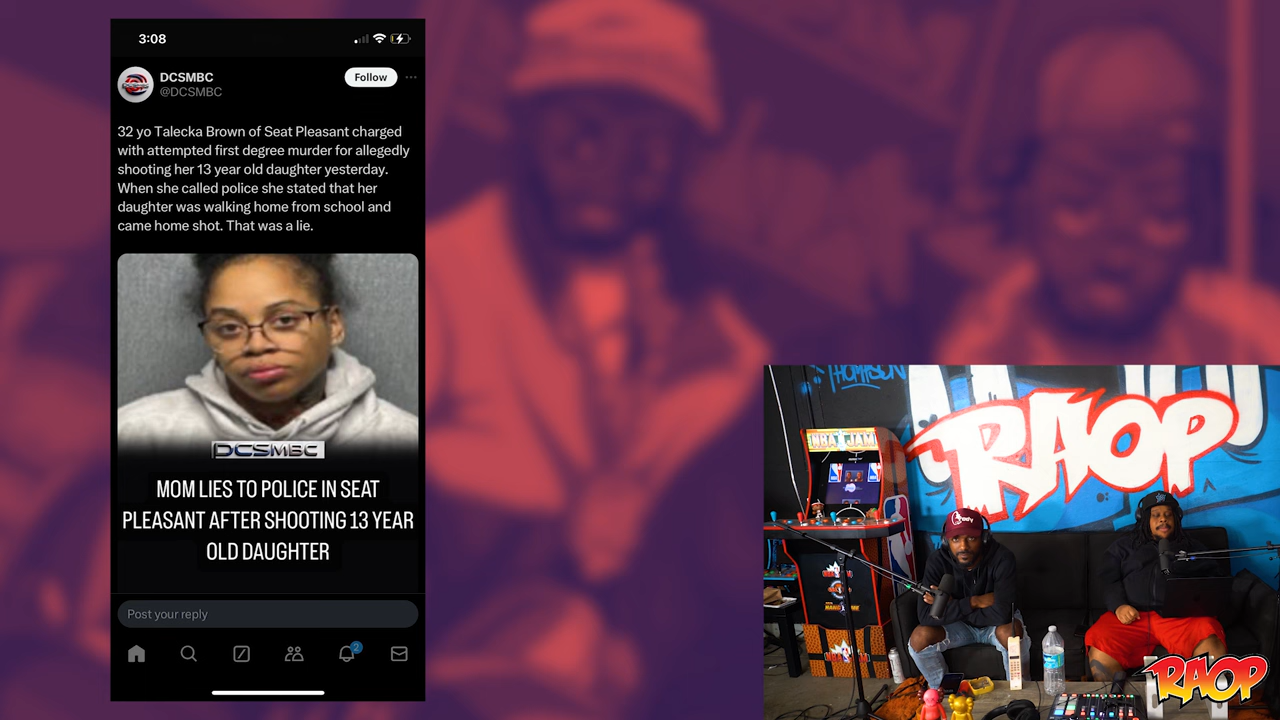 3:08
DCSMBC
@DCSMBC
Follow
32 yo Talecka Brown of Seat Pleasant charged
with attempted first degree murder for allegedly
shooting her 13 year old daughter yesterday.
When she called police she stated that her
daughter was walking home from school and
came home shot. That was a lie.
DCSMBC
MOM LIES TO POLICE IN SEAT
PLEASANT AFTER SHOOTING 13 YEAR
OLD DAUGHTER
Post your reply
2
THOMPSON
RAOP
NBA JAM
RAOP